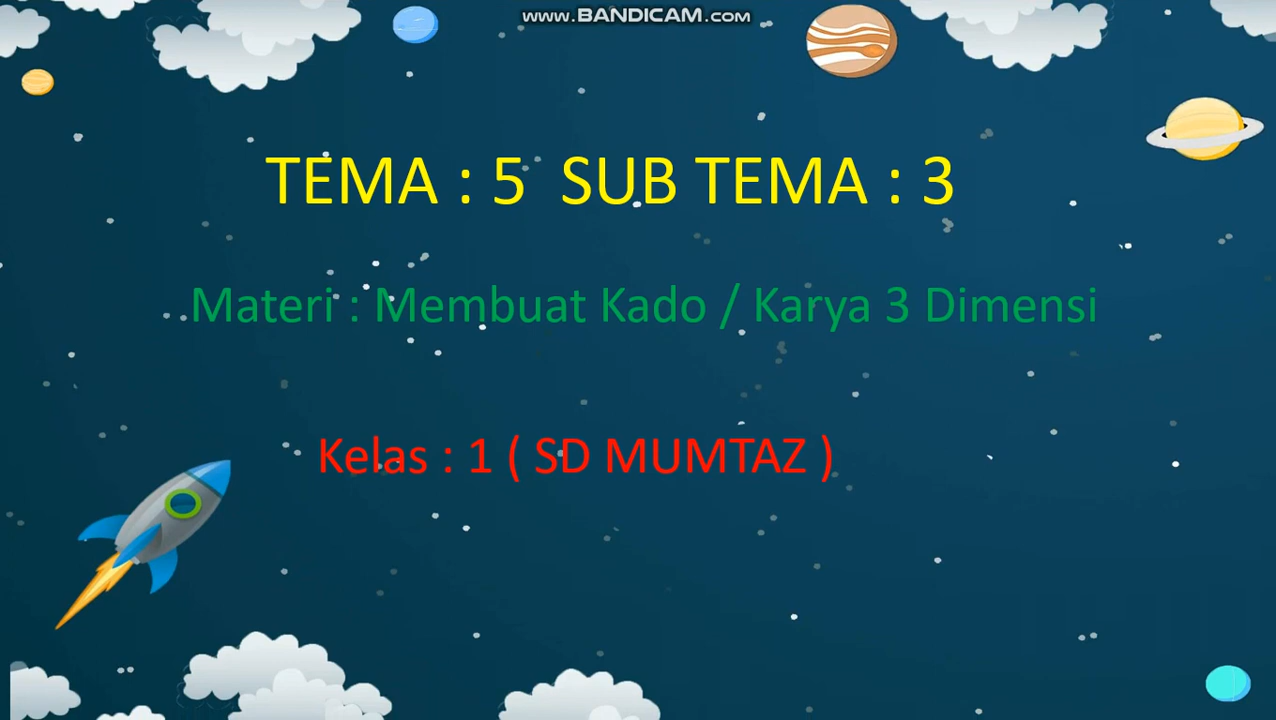 WWW.BANDICAM.COM
TEMA : 5 SUB TEMA : 3
Materi : Membuat Kado / Karya 3 Dimensi
Kelas : 1 ( SD MUMTAZ )